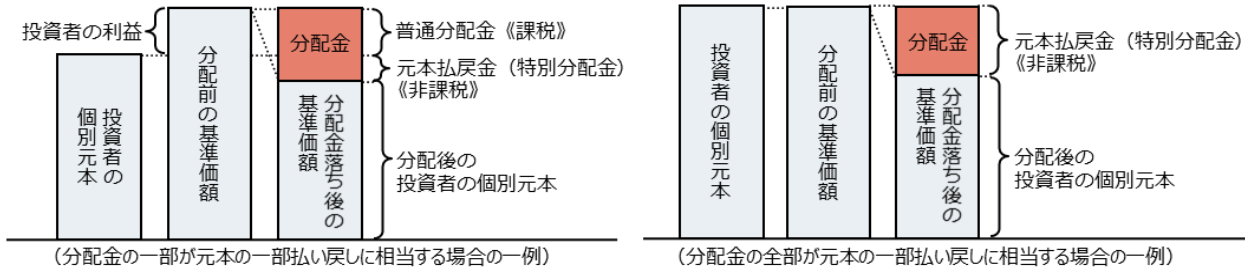 投資者の利益
投資者の
個別元本
分配前の基準価額
分配金
分配金落ち後の
基準価額
普通分配金《課税》
元本払戻金（特別分配金）
《非課税》
分配後の
投資者の個別元本
（分配金の一部が元本の一部払い戻しに相当する場合の一例）
投資者の個別元本
分配前の基準価額
分配金
分配金落ち後の
基準価額
元本払戻金（特別分配金）
《非課税》
分配後の
投資者の個別元本
（分配金の全部が元本の一部払い戻しに相当する場合の一例）